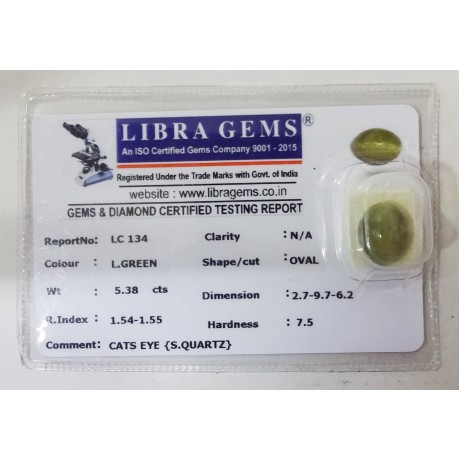 LIBRA GEMS®
An ISO Certified Gems Company 9001 - 2015
Registered Under the Trade Marks with Govt. of India
website : www.libragems.co.in
GEMS & DIAMOND CERTIFIED TESTING REPORT
ReportNo: LC 134 Clarity : N/A
Colour : L.GREEN Shape/cut : OVAL
Wt : 5.38 cts Dimension : 2.7-9.7-6.2
R.Index : 1.54-1.55 Hardness : 7.5
Comment: CATS EYE {S.QUARTZ}